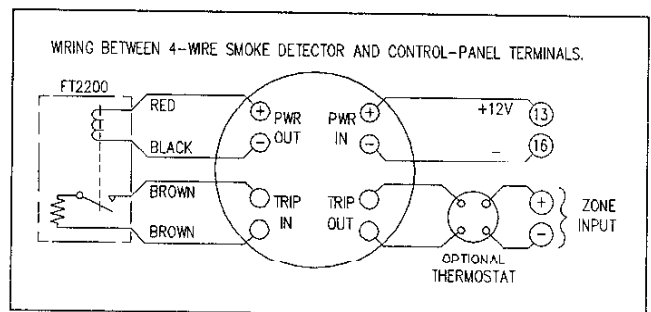 WIRING BETWEEN 4-WIRE SMOKE DETECTOR AND CONTROL-PANEL TERMINALS.
FT2200
RED
BLACK
BROWN
BROWN
+ PWR
- OUT
TRIP
IN
PWR +
IN -
TRIP
OUT
+12V 13
- 16
OPTIONAL
THERMOSTAT
+
-
ZONE
INPUT